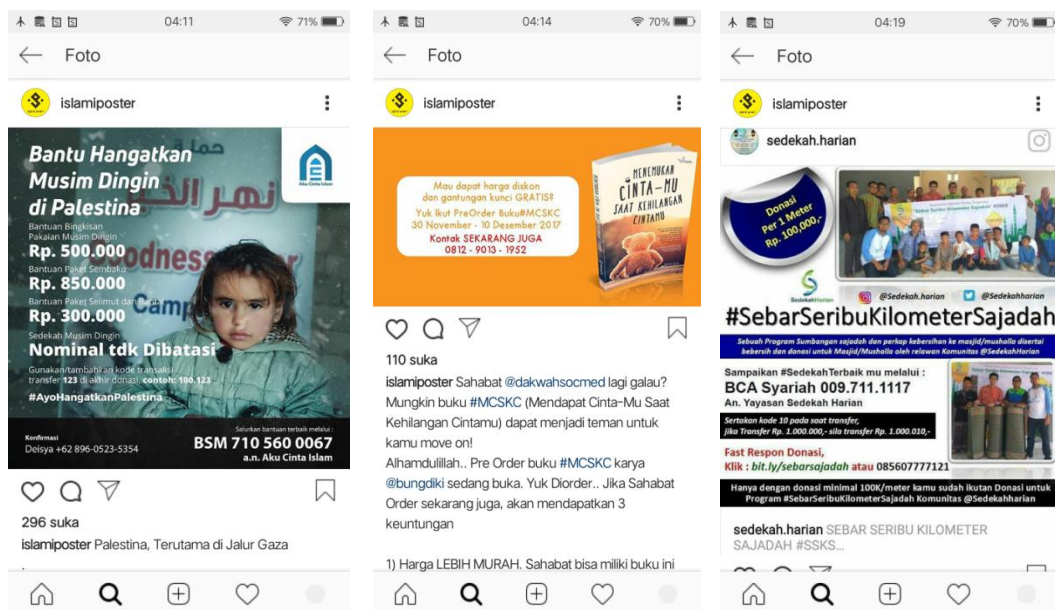 04:11
71%
Foto
islamiposter
Bantu Hangatkan
Musim Dingin
di Palestina
Bantuan Bingkisan
Pakaian Musim Dingin
Rp. 500.000
Bantuan Paket Sembako
Rp. 850.000
Bantuan Paket Selimut dan Bantal
Rp. 300.000
Sedekah Musim Dingin
Nominal tdk Dibatasi
Gunakan/tambahkan kode transaksi
transfer 123 di akhir donasi, contoh: 100.123
#AyoHangatkanPalestina
Aku Cinta Islam
حماية
نهر الخير
Konfirmasi
Deisya +62 896-0523-5354
Salurkan bantuan terbaik melalui :
BSM 710 560 0067
a.n. Aku Cinta Islam
296 suka
islamiposter Palestina, Terutama di Jalur Gaza
04:14
70%
Foto
islamiposter
Mau dapat harga diskon
dan gantungan kunci GRATIS?
Yuk Ikut PreOrder Buku#MCSKC
30 November - 10 Desember 2017
Kontak SEKARANG JUGA
0812 - 9013 - 1952
MENEMUKAN
CINTA-MU
SAAT KEHILANGAN
CINTAMU
110 suka
islamiposter Sahabat @dakwahsocmed lagi galau?
Mungkin buku #MCSKC (Mendapat Cinta-Mu Saat
Kehilangan Cintamu) dapat menjadi teman untuk
kamu move on!
Alhamdulillah.. Pre Order buku #MCSKC karya
@bungdiki sedang buka. Yuk Diorder.. Jika Sahabat
Order sekarang juga, akan mendapatkan 3
keuntungan
1) Harga LEBIH MURAH. Sahabat bisa miliki buku ini
04:19
70%
Foto
islamiposter
sedekah.harian
Donasi
Per 1 Meter
Rp. 100,000,-
SedekahHarian
@Sedekah.harian
@Sedekahharian
#SebarSeribuKilometerSajadah
Sebuah Program Sumbangan sajadah dan perkap kebersihan ke masjid/musholla disertai
bebersih dan donasi untuk Masjid/Musholla oleh relawan Komunitas @SedekahHarian
Sampaikan #SedekahTerbaik mu melalui :
BCA Syariah 009.711.1117
An. Yayasan Sedekah Harian
Sertakan kode 10 pada saat transfer,
jika Transfer Rp. 1.000.000,- sila transfer Rp. 1.000.010,-
Fast Respon Donasi,
Klik : bit.ly/sebarsajadah atau 085607777121
Hanya dengan donasi minimal 100K/meter kamu sudah ikutan Donasi untuk
Program #SebarSeribuKilometerSajadah Komunitas @Sedekahharian
sedekah.harian SEBAR SERIBU KILOMETER
SAJADAH #SSKS...